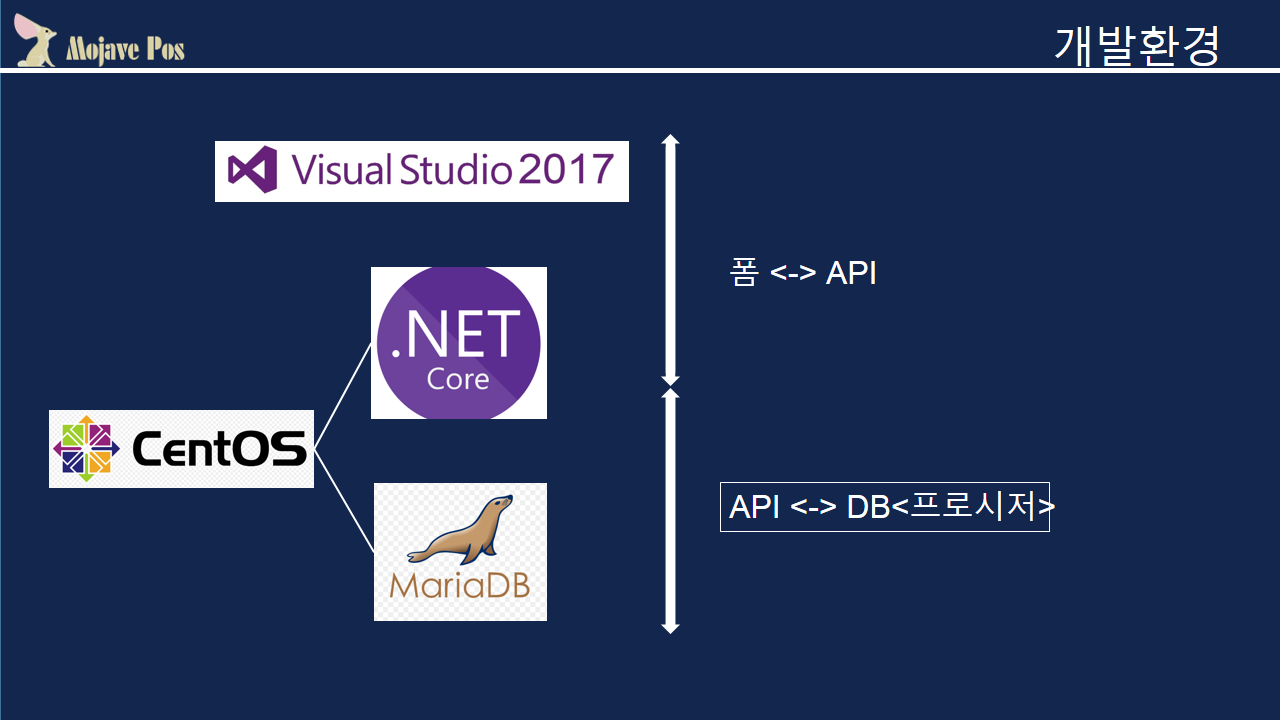 Mojave Pos
개발환경
Visual Studio 2017
폼 <-> API
.NET
Core
CentOS
API <-> DB<프로시저>
MariaDB